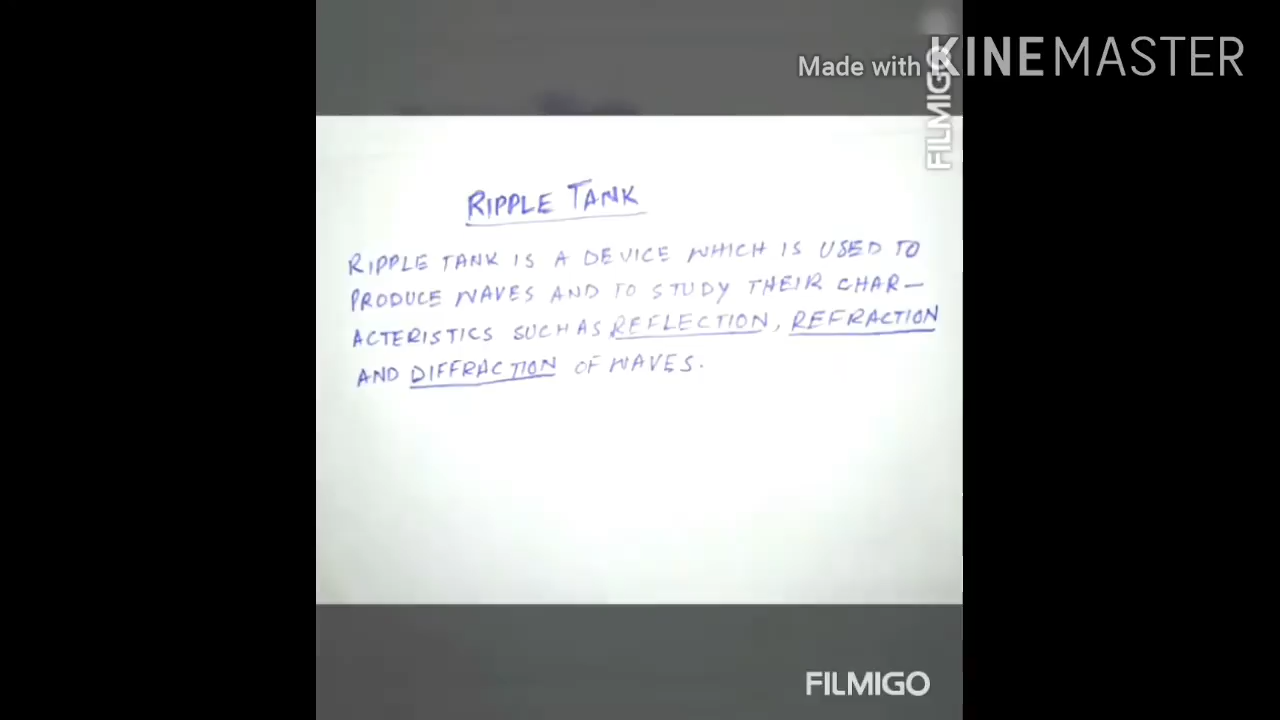 Made with KINEMASTER
FILMIGO
RIPPLE TANK
RIPPLE TANK IS A DEVICE WHICH IS USED TO
PRODUCE WAVES AND TO STUDY THEIR CHAR-
ACTERISTICS SUCH AS REFLECTION, REFRACTION
AND DIFFRACTION OF WAVES.
FILMIGO